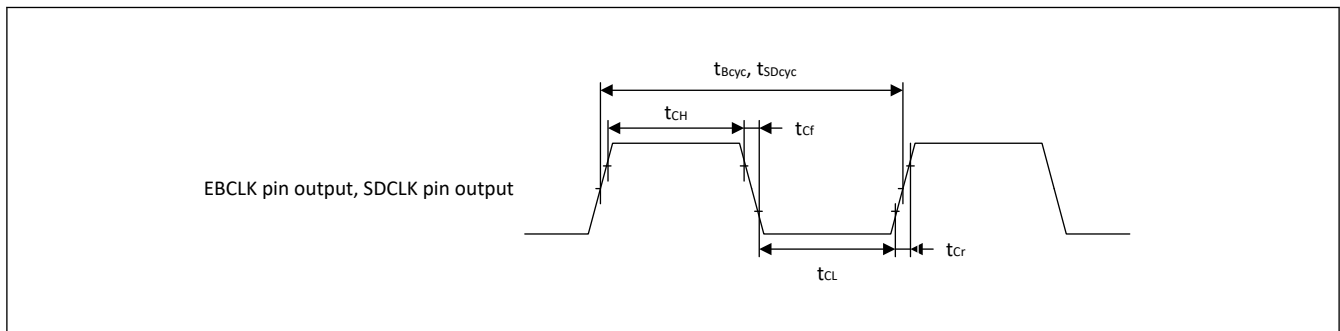 tBcyc, tSDcyc
tCH
tCf
EBCLK pin output, SDCLK pin output
tCr
tCL